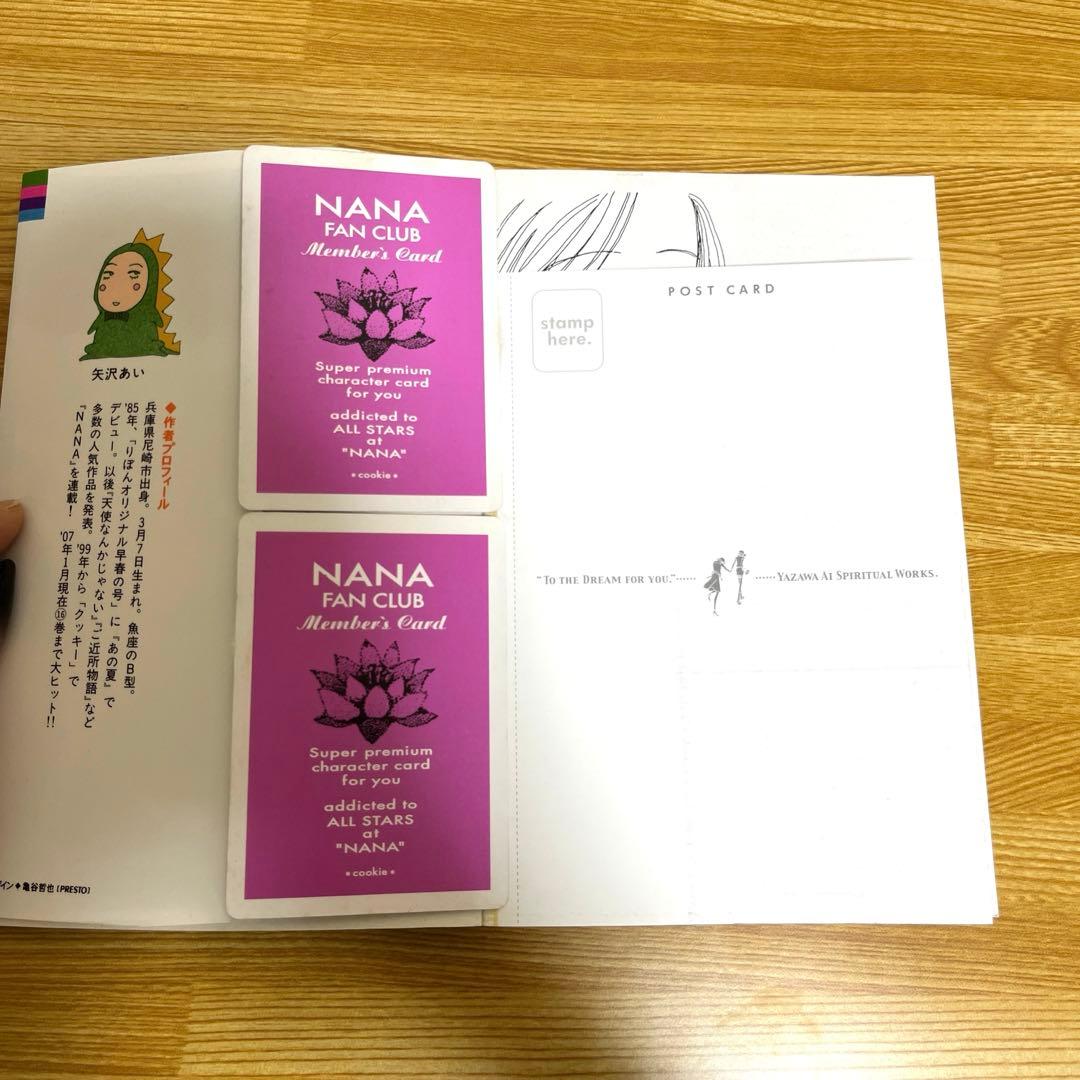 矢沢あい
◆作者プロフィール
兵庫県尼崎市出身。3月7日生まれ。魚座のB型。
'85年、「りぼんオリジナル早春の号」に『あの夏』で
デビュー。以後『天使なんかじゃない』『ご近所物語』など
多数の人気作品を発表。'99年から「クッキー」で
『NANA』を連載！'07年1月現在⑯巻まで大ヒット!!
イン◆亀谷哲也［PRESTO］
NANA
FAN CLUB
Member's Card
Super premium
character card
for you
addicted to
ALL STARS
at
"NANA"
*cookie*
NANA
FAN CLUB
Member's Card
Super premium
character card
for you
addicted to
ALL STARS
at
"NANA"
*cookie*
POST CARD
stamp
here.
"TO THE DREAM FOR YOU."······ ······YAZAWA AI SPIRITUAL WORKS.